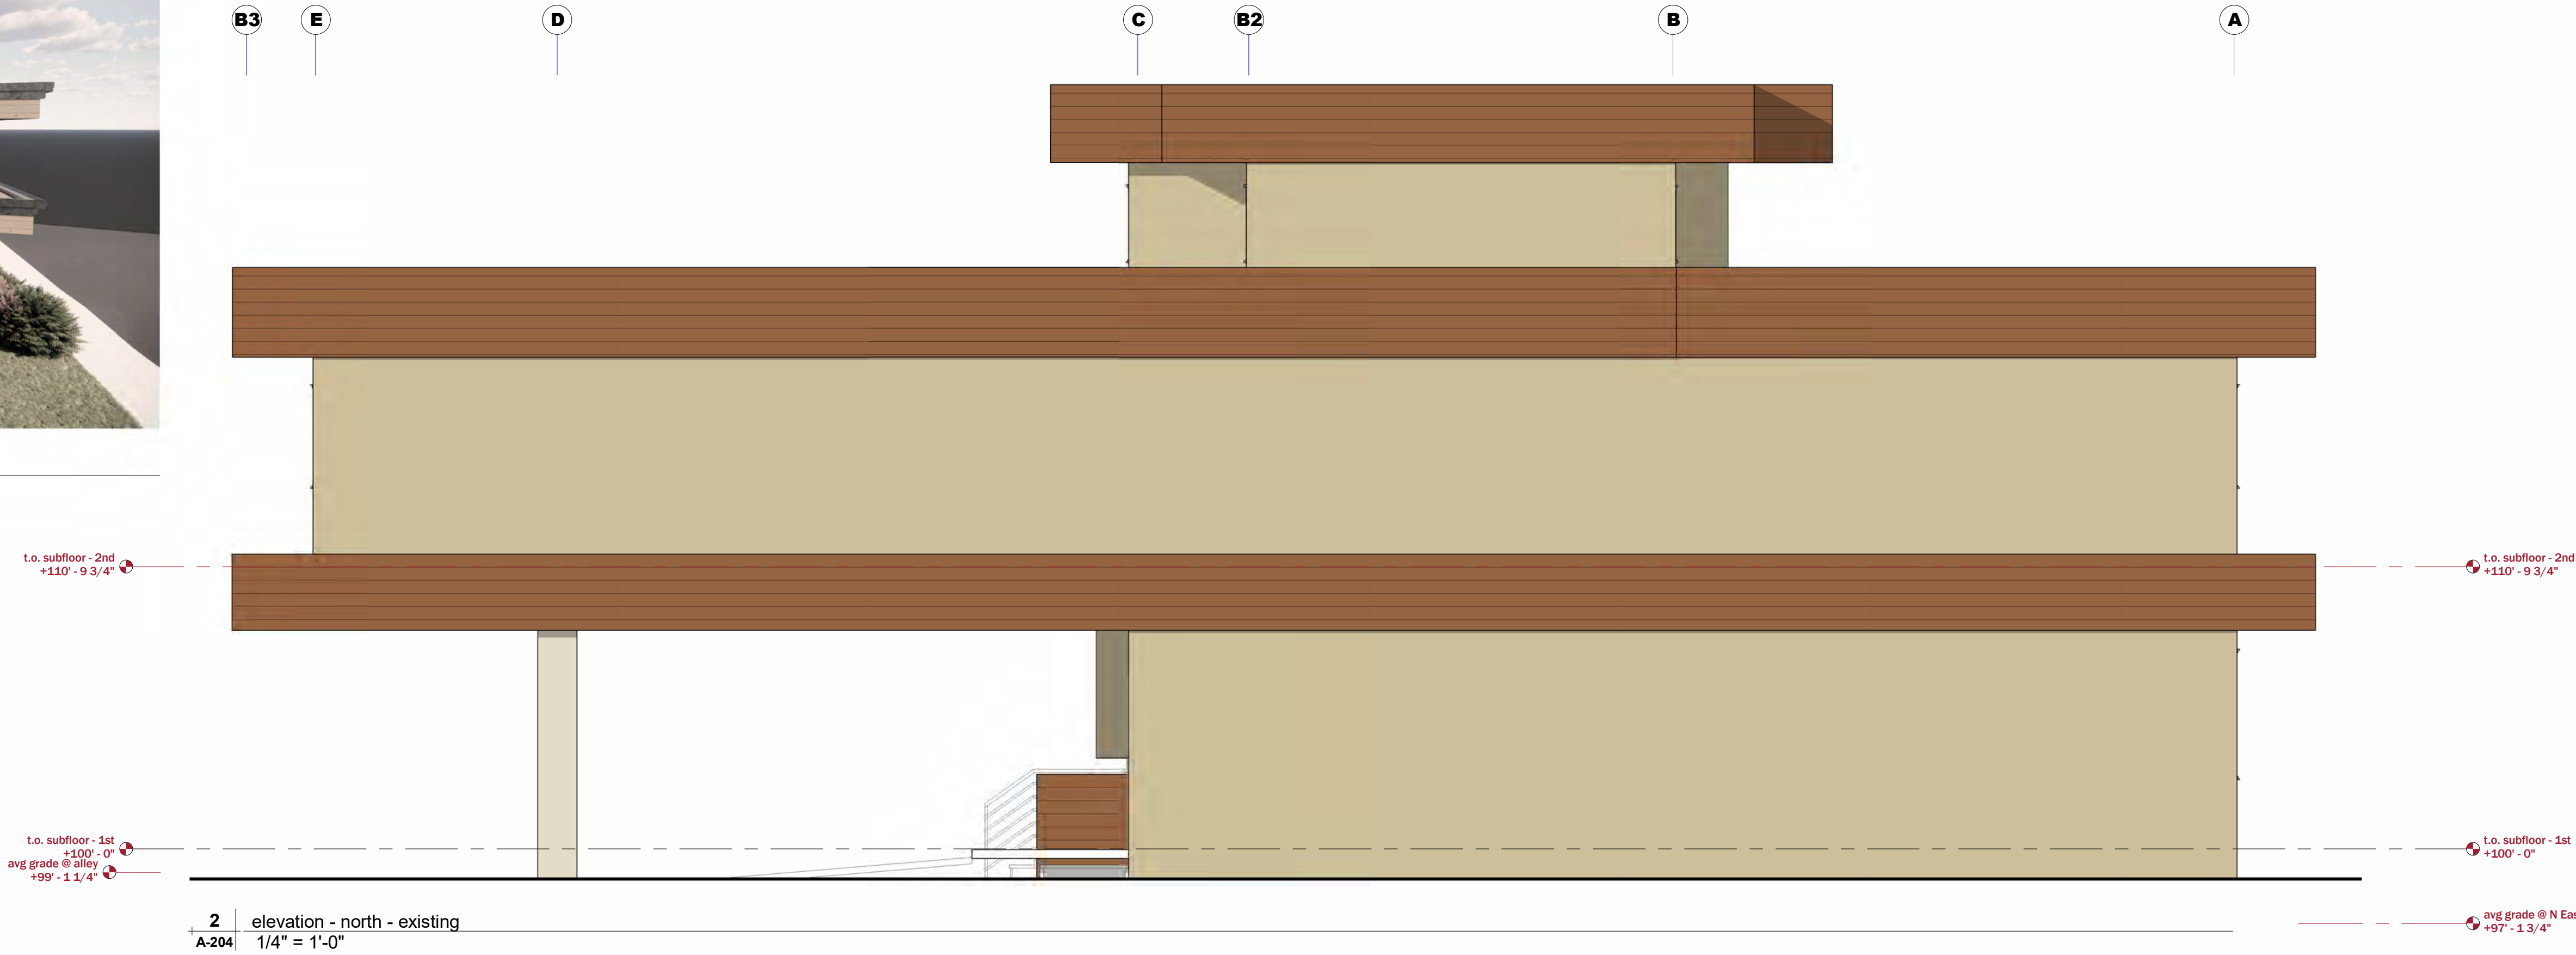 B3 E D C B2 B A
t.o. subfloor - 2nd
+110' - 9 3/4"
t.o. subfloor - 2nd
+110' - 9 3/4"
t.o. subfloor - 1st
+100' - 0"
avg grade @ alley
+99' - 1 1/4"
t.o. subfloor - 1st
+100' - 0"
avg grade @ N
+97' - 1 3/4"
2
A-204
elevation - north - existing
1/4" = 1'-0"